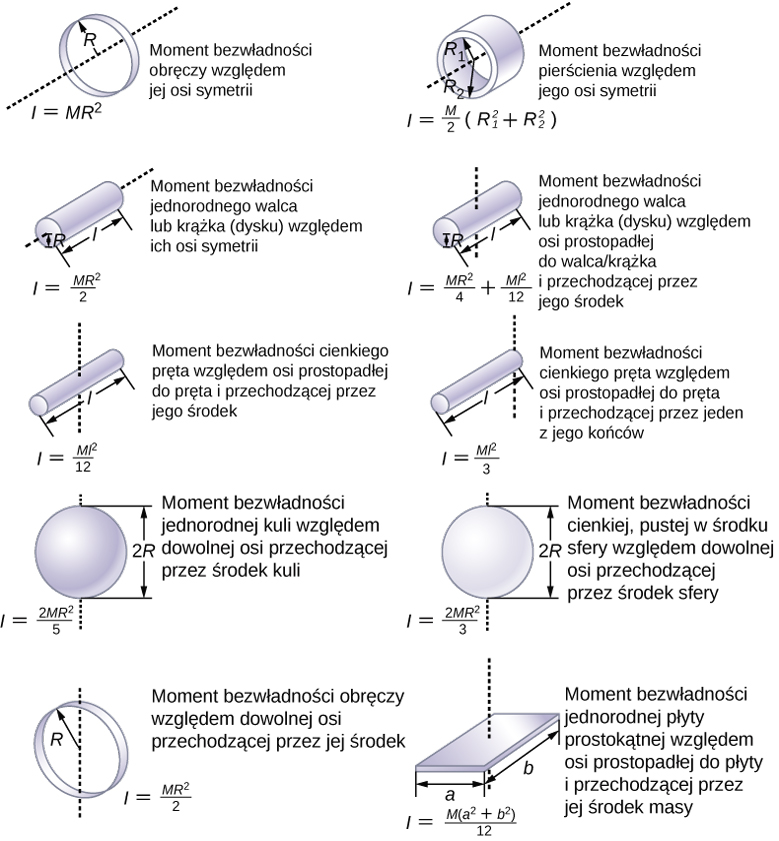 R
Moment bezwładności
obręczy względem
jej osi symetrii
I = MR²
R₁
R₂
Moment bezwładności
pierścienia względem
jego osi symetrii
I = M/2 ( R₁² + R₂² )
R
l
Moment bezwładności
jednorodnego walca
lub krążka (dysku) względem
ich osi symetrii
I = MR²/2
R
l
Moment bezwładności
jednorodnego walca
lub krążka (dysku) względem
osi prostopadłej
do walca/krążka
i przechodzącej przez
jego środek
I = MR²/4 + Ml²/12
l
Moment bezwładności cienkiego
pręta względem osi prostopadłej
do pręta i przechodzącej przez
jego środek
I = Ml²/12
l
Moment bezwładności
cienkiego pręta względem
osi prostopadłej do pręta
i przechodzącej przez jeden
z jego końców
I = Ml²/3
2R
Moment bezwładności
jednorodnej kuli względem
dowolnej osi przechodzącej
przez środek kuli
I = 2MR²/5
2R
Moment bezwładności
cienkiej, pustej w środku
sfery względem dowolnej
osi przechodzącej
przez środek sfery
I = 2MR²/3
R
Moment bezwładności obręczy
względem dowolnej osi
przechodzącej przez jej środek
I = MR²/2
a
b
Moment bezwładności
jednorodnej płyty
prostokątnej względem
osi prostopadłej do płyty
i przechodzącej przez
jej środek masy
I = M(a² + b²)/12